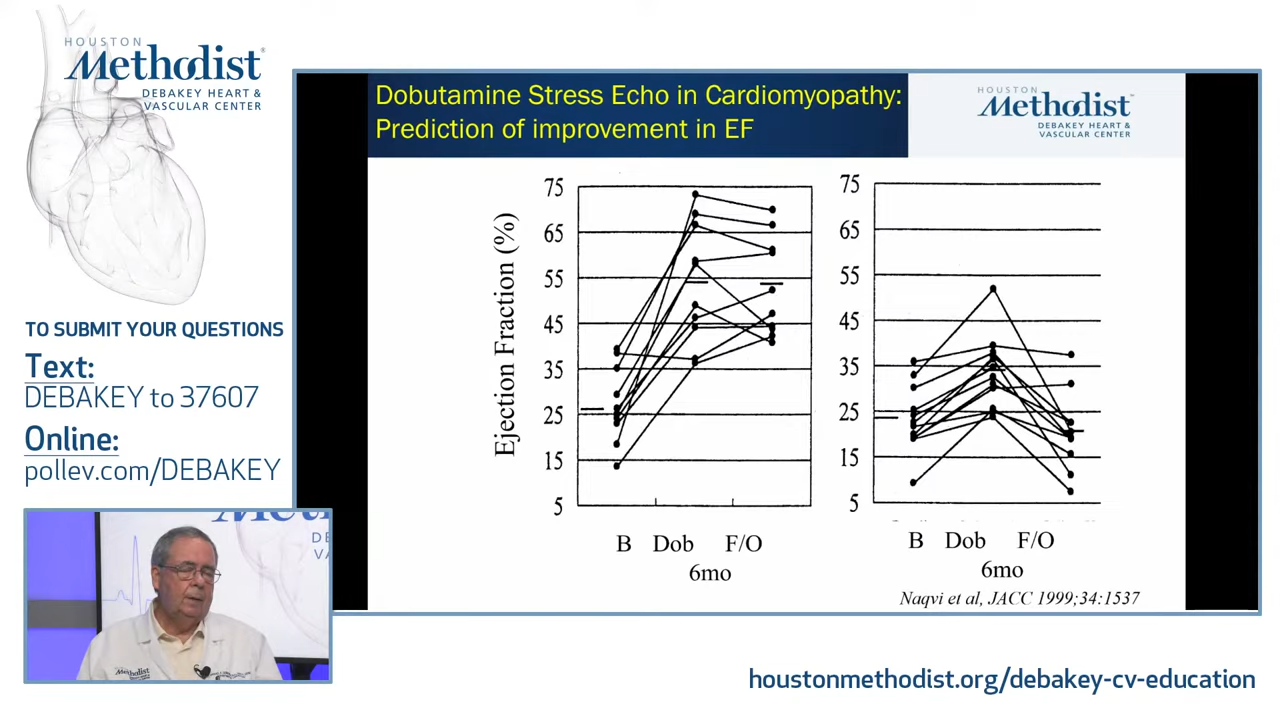 HOUSTON
Methodist
DEBAKEY HEART &
VASCULAR CENTER
TO SUBMIT YOUR QUESTIONS
Text:
DEBAKEY to 37607
Online:
pollev.com/DEBAKEY
Dobutamine Stress Echo in Cardiomyopathy:
Prediction of improvement in EF
HOUSTON
Methodist
DEBAKEY HEART &
VASCULAR CENTER
Ejection Fraction (%)
75
65
55
45
35
25
15
5
B Dob F/O
6mo
75
65
55
45
35
25
15
5
B Dob F/O
6mo
Naqvi et al, JACC 1999;34:1537
Methodist
houstonmethodist.org/debakey-cv-education